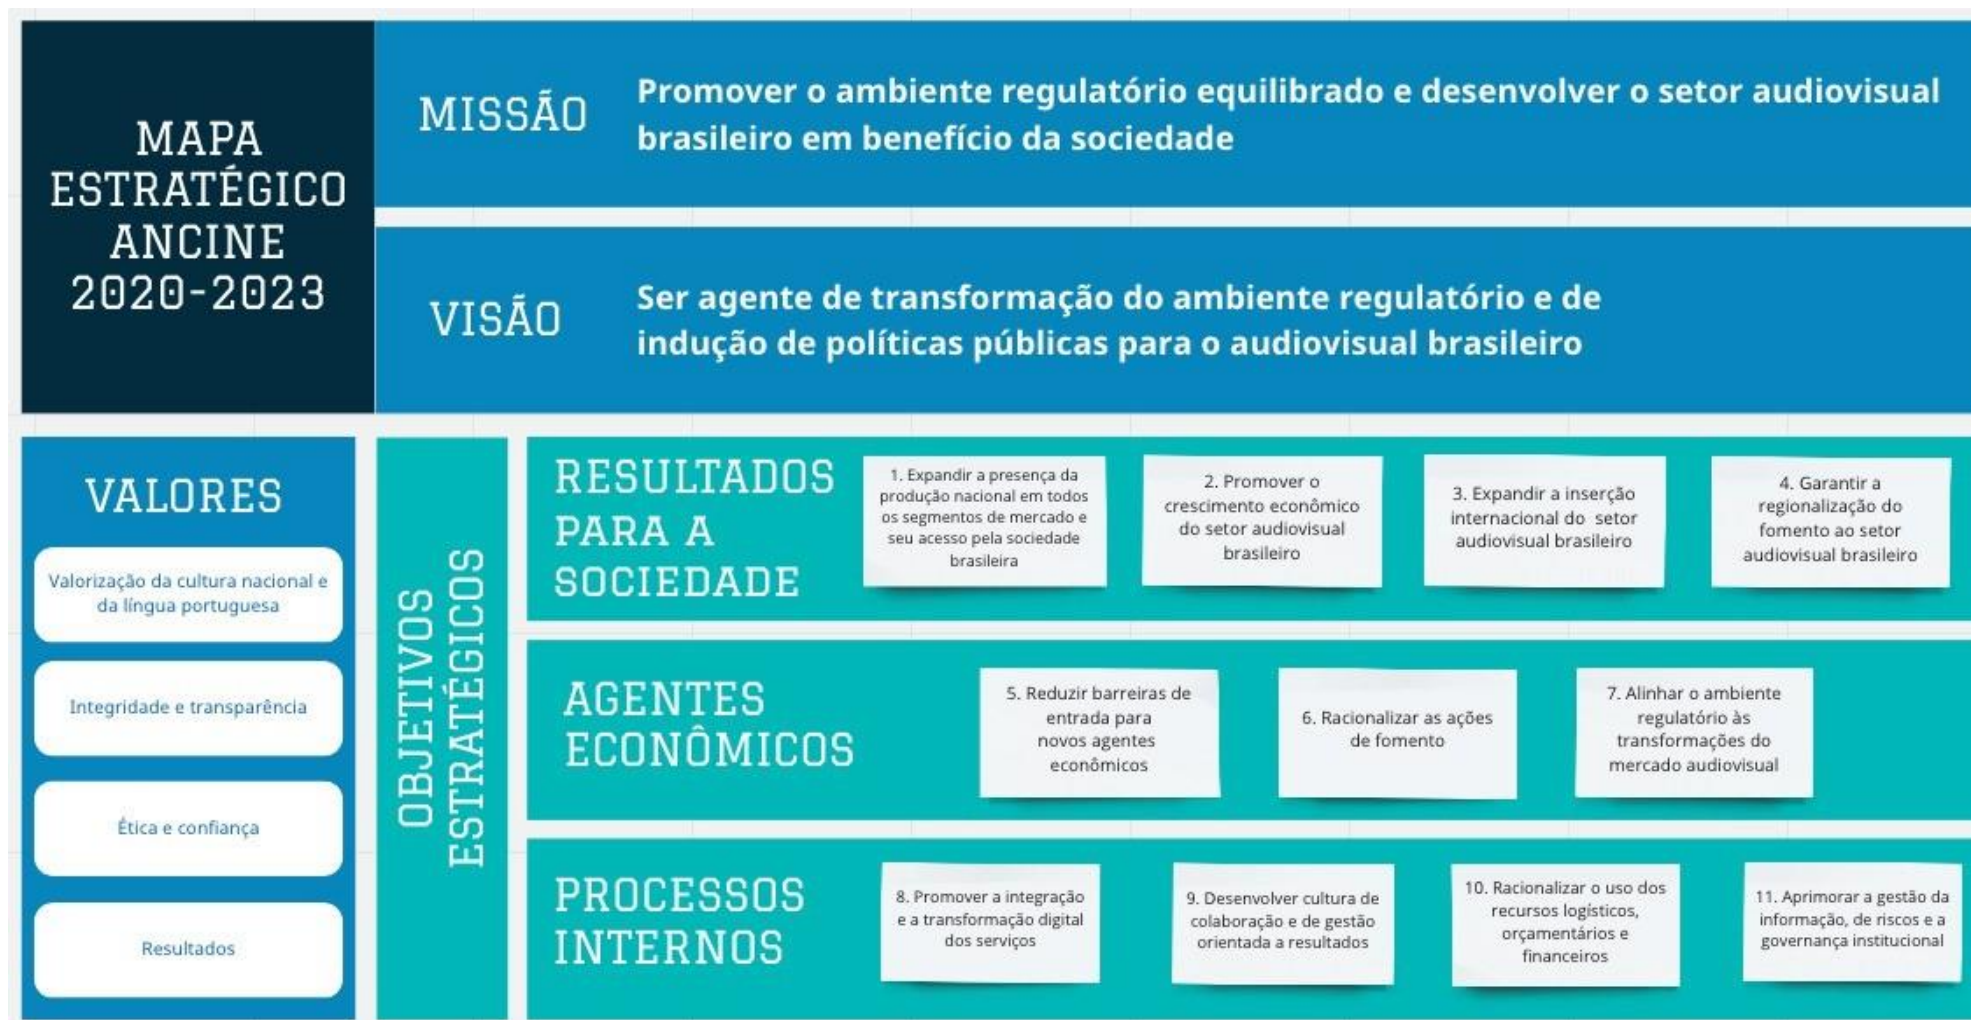 MAPA
ESTRATÉGICO
ANCINE
2020-2023
MISSÃO
Promover o ambiente regulatório equilibrado e desenvolver o setor audiovisual
brasileiro em benefício da sociedade
VISÃO
Ser agente de transformação do ambiente regulatório e de
indução de políticas públicas para o audiovisual brasileiro
VALORES
Valorização da cultura nacional e
da língua portuguesa
Integridade e transparência
Ética e confiança
Resultados
OBJETIVOS
ESTRATÉGICOS
RESULTADOS
PARA A
SOCIEDADE
1. Expandir a presença da
produção nacional em todos
os segmentos de mercado e
seu acesso pela sociedade
brasileira
2. Promover o
crescimento econômico
do setor audiovisual
brasileiro
3. Expandir a inserção
internacional do setor
audiovisual brasileiro
4. Garantir a
regionalização do
fomento ao setor
audiovisual brasileiro
AGENTES
ECONÔMICOS
5. Reduzir barreiras de
entrada para
novos agentes
econômicos
6. Racionalizar as ações
de fomento
7. Alinhar o ambiente
regulatório às
transformações do
mercado audiovisual
PROCESSOS
INTERNOS
8. Promover a integração
e a transformação digital
dos serviços
9. Desenvolver cultura de
colaboração e de gestão
orientada a resultados
10. Racionalizar o uso dos
recursos logísticos,
orçamentários e
financeiros
11. Aprimorar a gestão da
informação, de riscos e a
governança institucional